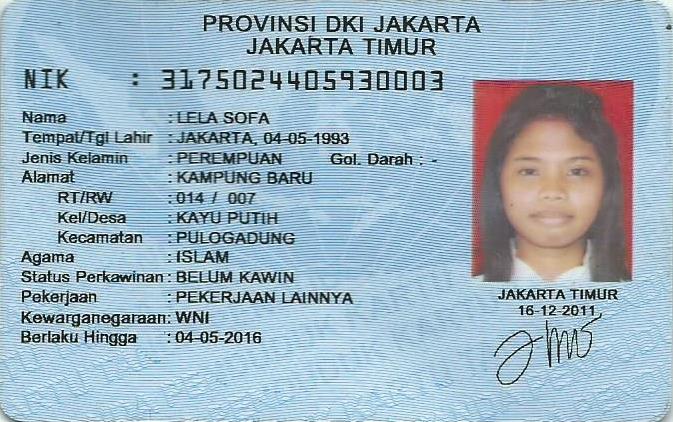 PROVINSI DKI JAKARTA
JAKARTA TIMUR
NIK : 3175024405930003
Nama : LELA SOFA
Tempat/Tgl Lahir : JAKARTA, 04-05-1993
Jenis Kelamin : PEREMPUAN Gol. Darah : -
Alamat : KAMPUNG BARU
RT/RW : 014 / 007
Kel/Desa : KAYU PUTIH
Kecamatan : PULOGADUNG
Agama : ISLAM
Status Perkawinan : BELUM KAWIN
Pekerjaan : PEKERJAAN LAINNYA
Kewarganegaraan: WNI
Berlaku Hingga : 04-05-2016
JAKARTA TIMUR
16-12-2011